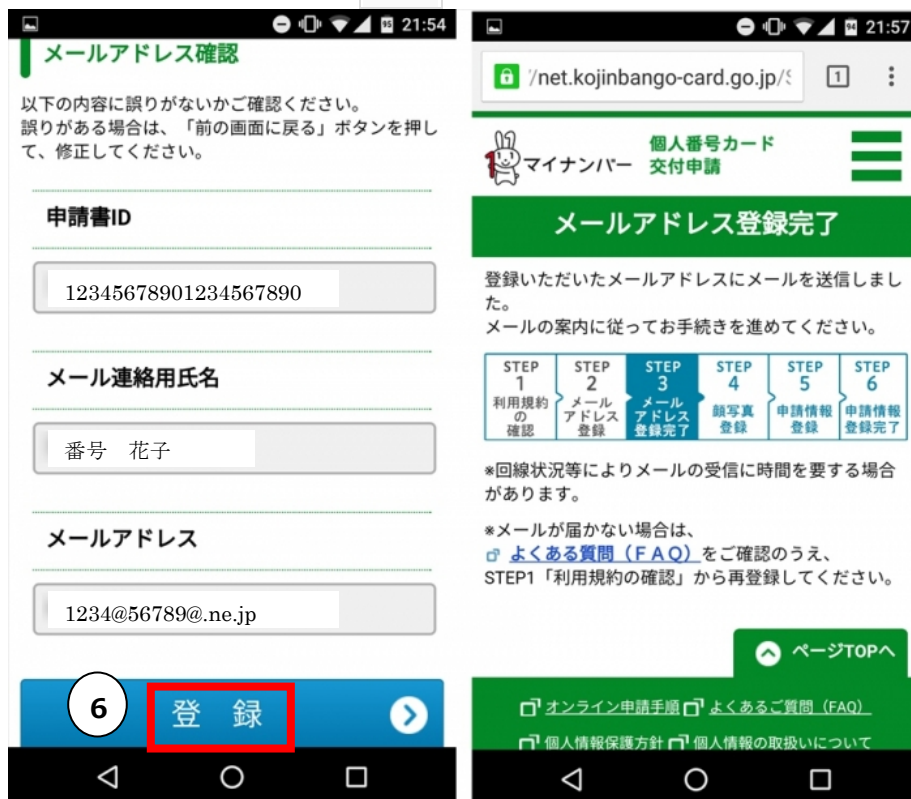 95 21:54
メールアドレス確認
以下の内容に誤りがないかご確認ください。
誤りがある場合は、「前の画面に戻る」ボタンを押し
て、修正してください。
申請書ID
12345678901234567890
メール連絡用氏名
番号 花子
メールアドレス
1234@56789@.ne.jp
6
登 録
94 21:57
/net.kojinbango-card.go.jp/S
1
マイナンバー
個人番号カード
交付申請
メールアドレス登録完了
登録いただいたメールアドレスにメールを送信しまし
た。
メールの案内に従ってお手続きを進めてください。
STEP
1
利用規約
の
確認
STEP
2
メール
アドレス
登録
STEP
3
メール
アドレス
登録完了
STEP
4
顔写真
登録
STEP
5
申請情報
登録
STEP
6
申請情報
登録完了
※回線状況等によりメールの受信に時間を要する場合
があります。
※メールが届かない場合は、
よくある質問（ＦＡＱ）をご確認のうえ、
STEP1「利用規約の確認」から再登録してください。
ページTOPへ
オンライン申請手順 よくあるご質問（FAQ）
個人情報保護方針 個人情報の取扱いについて